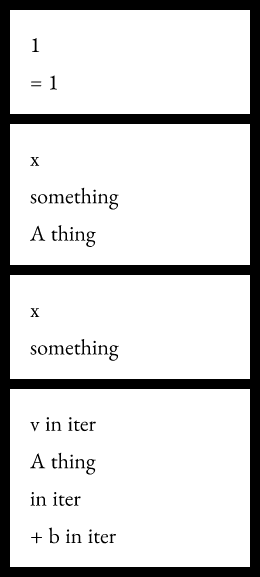 1
= 1
x
something
A thing
x
something
v in iter
A thing
in iter
+ b in iter